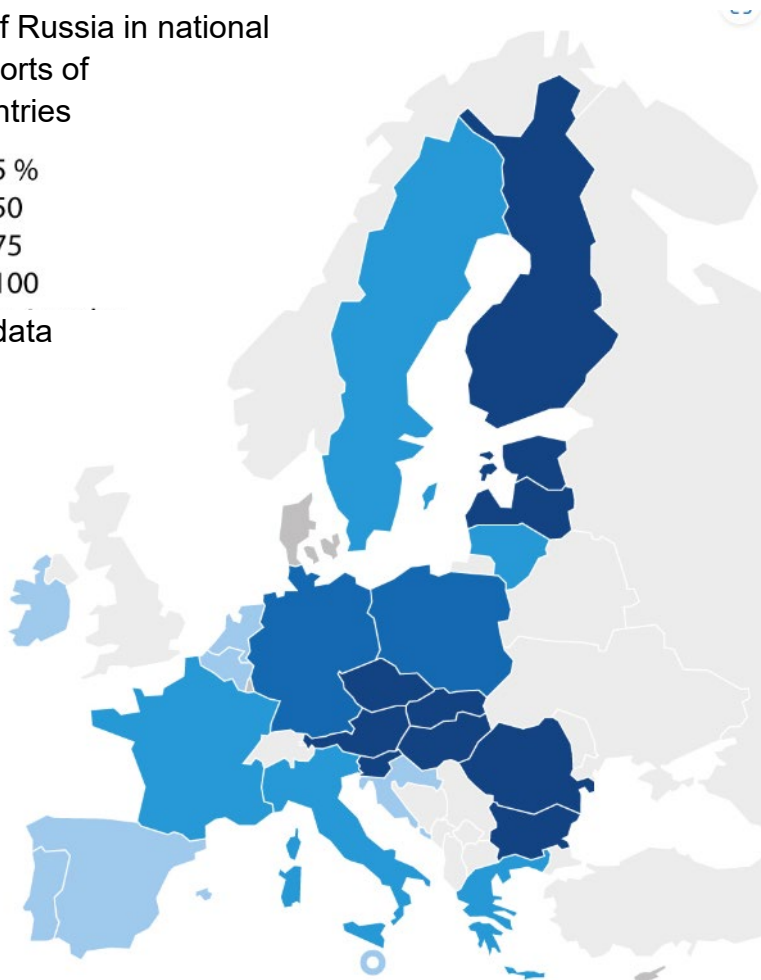 f Russia in national
orts of
ntries
5 %
50
75
100
data